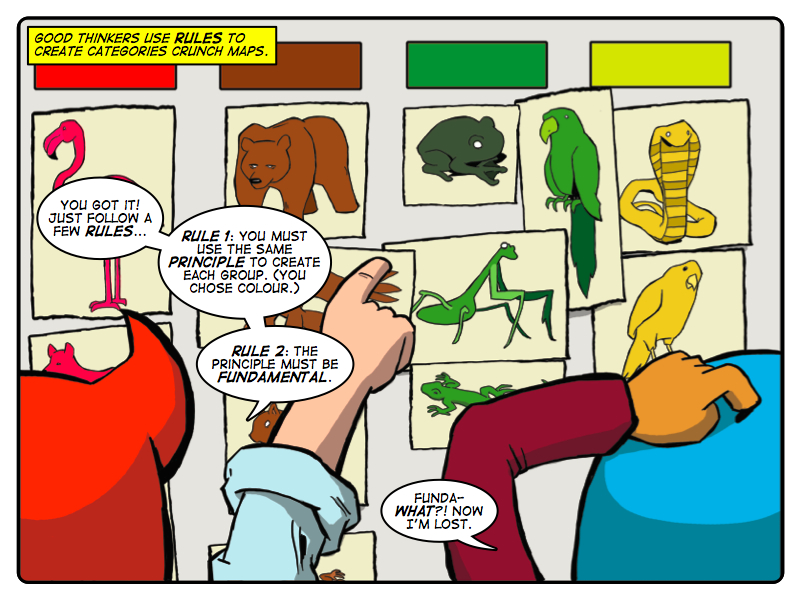 GOOD THINKERS USE RULES TO
CREATE CATEGORIES CRUNCH MAPS.
YOU GOT IT!
JUST FOLLOW A
FEW RULES...
RULE 1: YOU MUST
USE THE SAME
PRINCIPLE TO CREATE
EACH GROUP. (YOU
CHOSE COLOUR.)
RULE 2: THE
PRINCIPLE MUST BE
FUNDAMENTAL.
FUNDA-
WHAT?! NOW
I'M LOST.